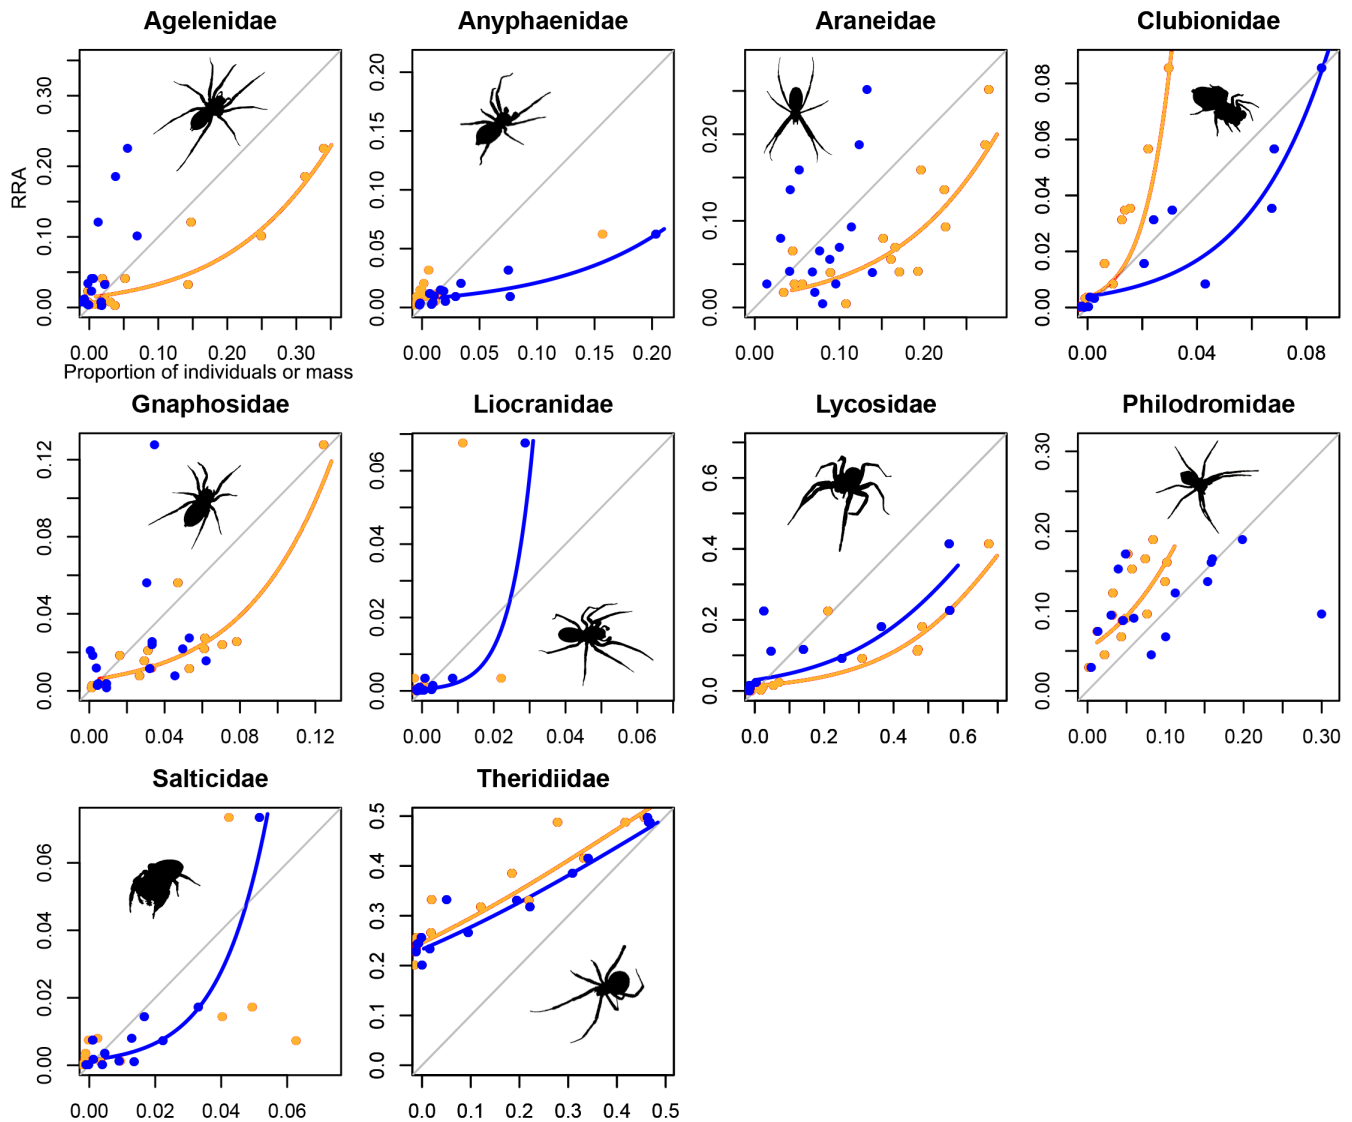 Agelenidae
Anyphaenidae
Araneidae
Clubionidae
RRA
0.00 0.10 0.20 0.30
0.00 0.10 0.20 0.30
Proportion of individuals or mass
0.00 0.05 0.10 0.15 0.20
0.00 0.05 0.10 0.15 0.20
0.00 0.10 0.20
0.00 0.10 0.20
0.00 0.02 0.04 0.06 0.08
0.00 0.04 0.08
Gnaphosidae
Liocranidae
Lycosidae
Philodromidae
0.00 0.04 0.08 0.12
0.00 0.04 0.08 0.12
0.00 0.02 0.04 0.06
0.00 0.02 0.04 0.06
0.0 0.2 0.4 0.6
0.0 0.2 0.4 0.6
0.00 0.10 0.20 0.30
0.00 0.10 0.20 0.30
Salticidae
Theridiidae
0.00 0.02 0.04 0.06
0.00 0.02 0.04 0.06
0.0 0.1 0.2 0.3 0.4 0.5
0.0 0.1 0.2 0.3 0.4 0.5